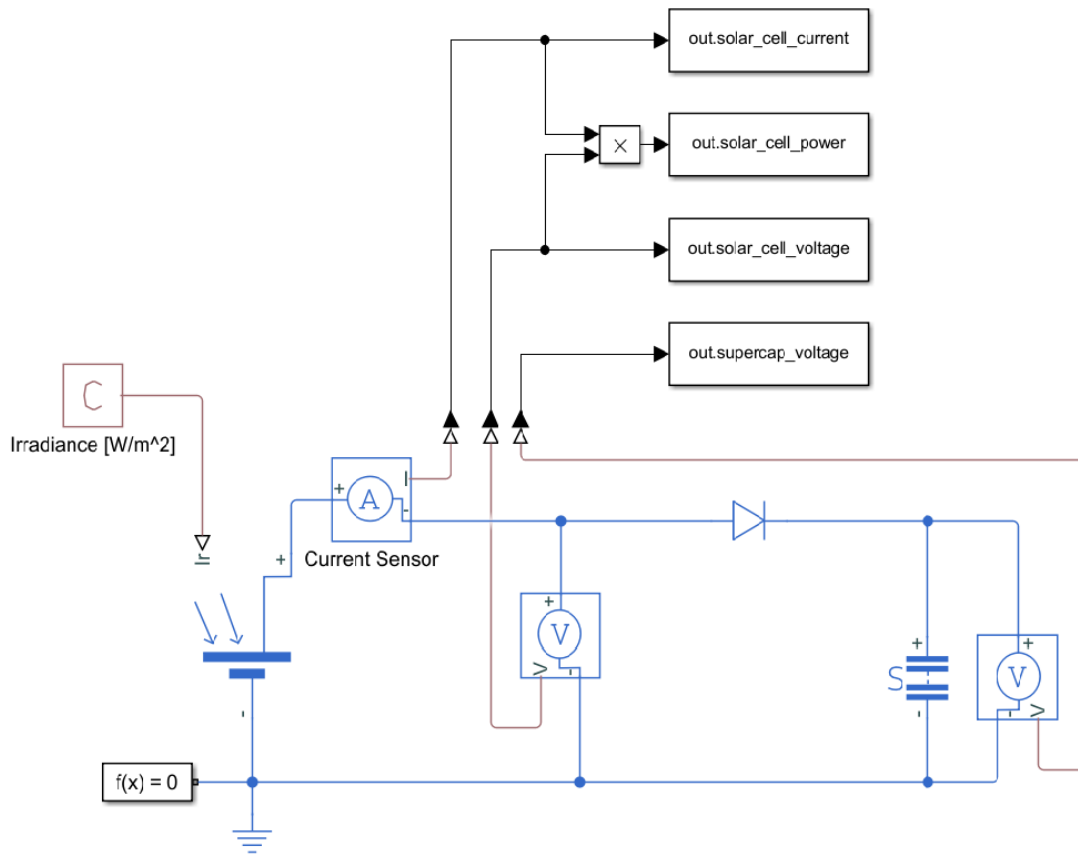 out.solar_cell_current
out.solar_cell_power
×
out.solar_cell_voltage
out.supercap_voltage
C
Irradiance [W/m^2]
I
+
A
-
Current Sensor
Ir
+
-
+
V
V
-
S
+
-
+
V
-
V
f(x) = 0